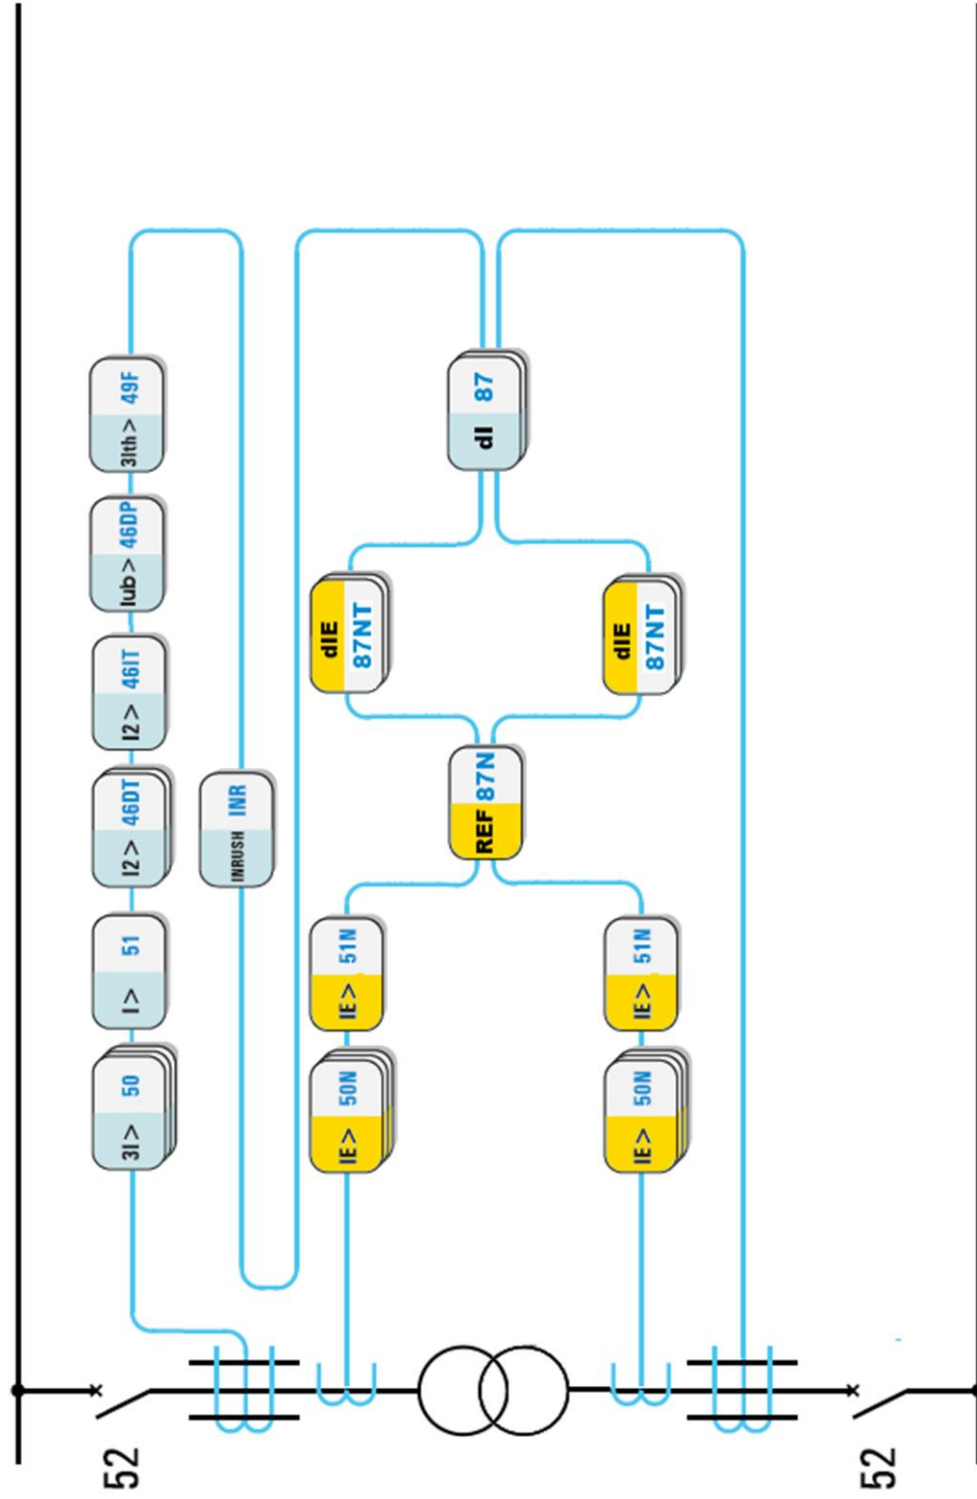 52
3I> 50
I> 51
I2> 46DT
I2> 46IT
Iub> 46DP
3Ith> 49F
INRUSH INR
IE> 50N
IE> 51N
dIE
87NT
REF 87N
dI 87
IE> 50N
IE> 51N
dIE
87NT
52